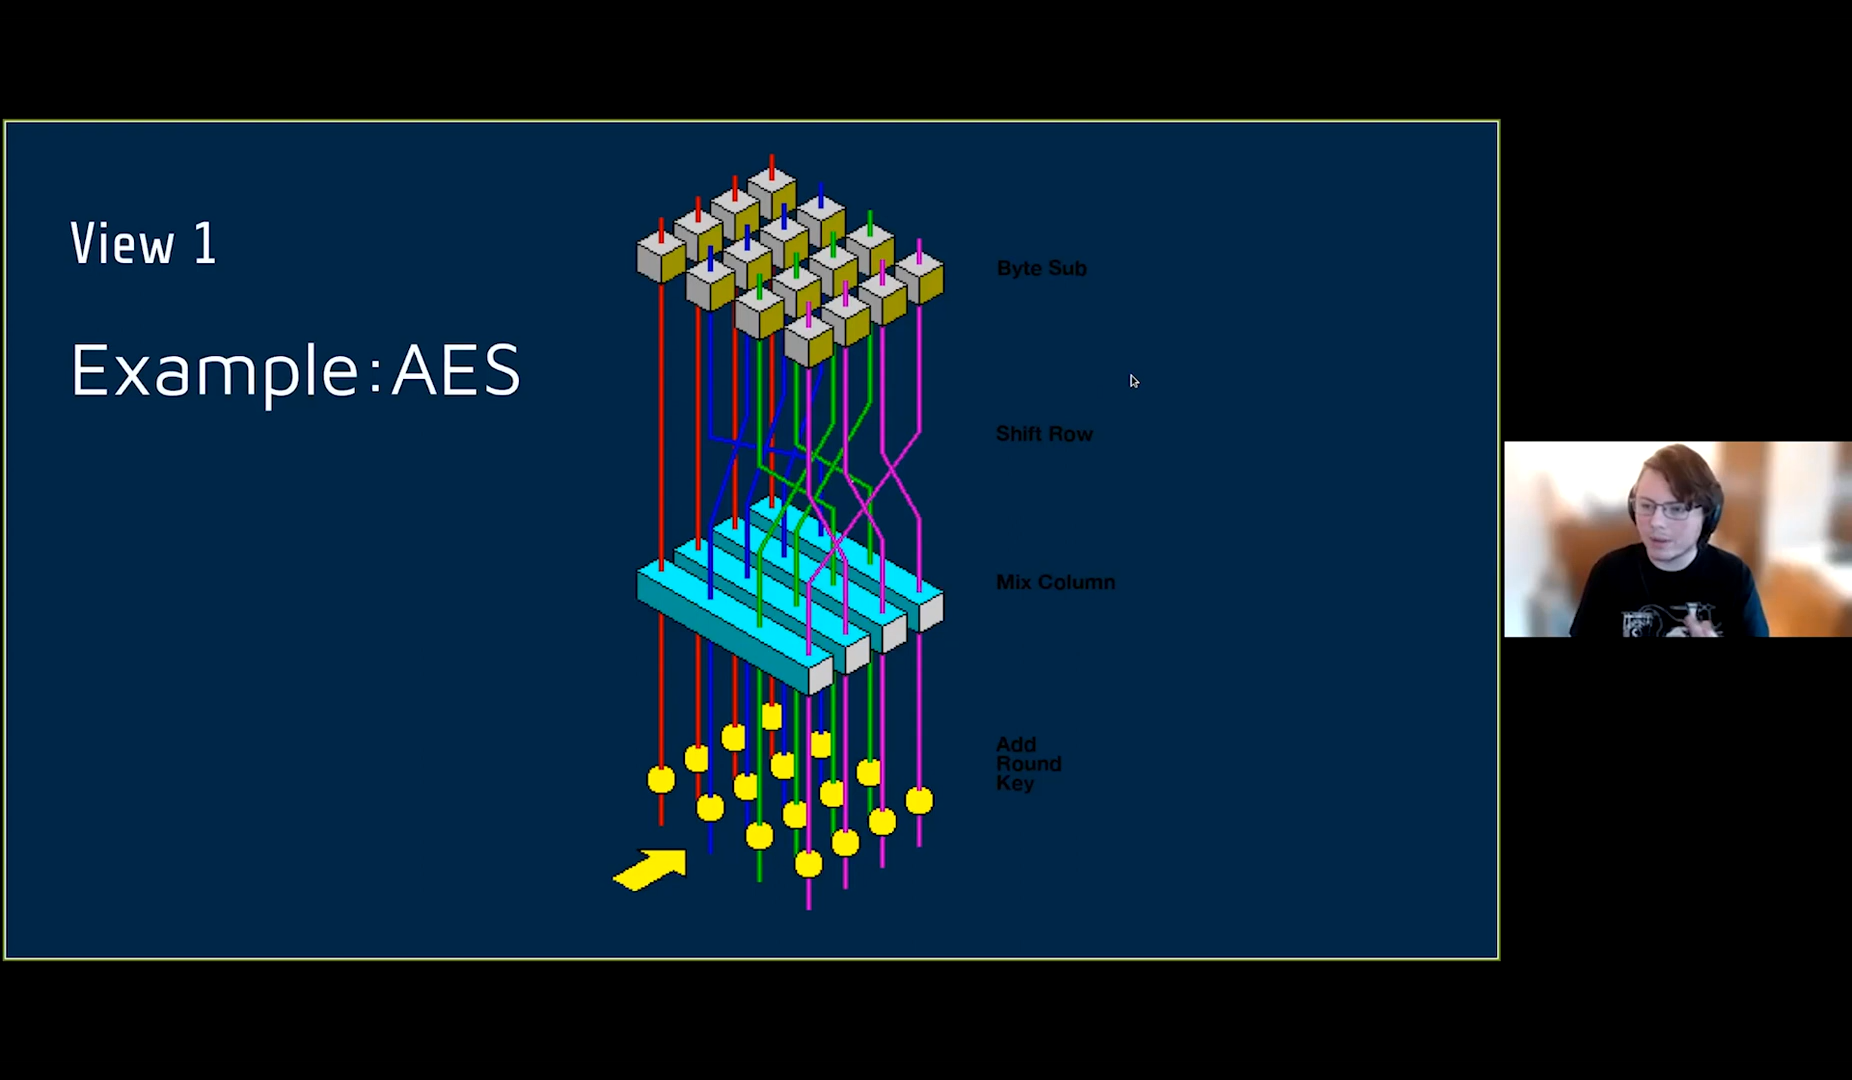 View 1
Example:AES
Byte Sub
Shift Row
Mix Column
Add
Round
Key